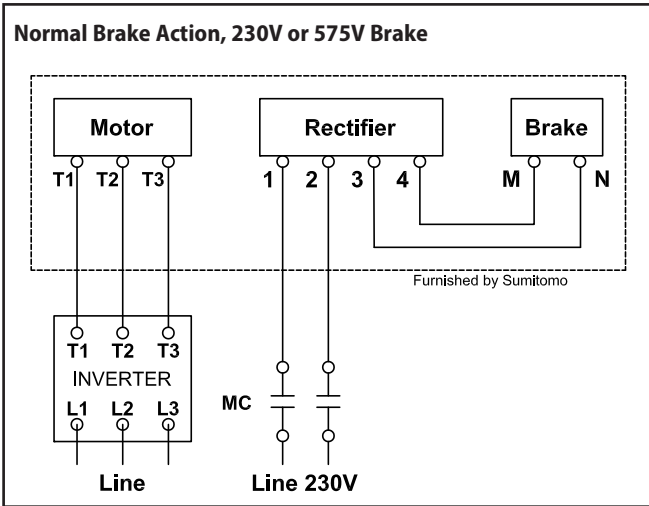 Normal Brake Action, 230V or 575V Brake
Motor Rectifier Brake
T1 T2 T3 1 2 3 4 M N
Furnished by Sumitomo
T1 T2 T3
INVERTER
L1 L2 L3
MC
Line Line 230V